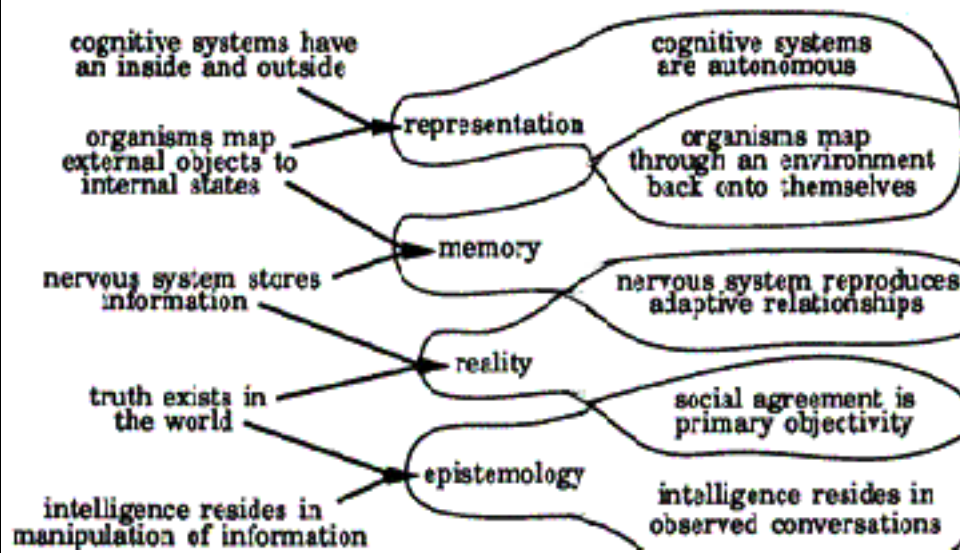 cognitive systems have
an inside and outside
organisms map
external objects to
internal states
nervous system stores
information
truth exists in
the world
intelligence resides in
manipulation of information
representation
memory
reality
epistemology
cognitive systems
are autonomous
organisms map
through an environment
back onto themselves
nervous system reproduces
adaptive relationships
social agreement is
primary objectivity
intelligence resides in
observed conversations